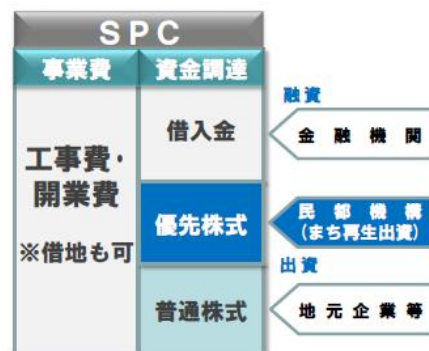 SPC
事業費
資金調達
工事費・
開業費
※借地も可
借入金
優先株式
普通株式
融資
金融機関
民都機構
(まち再生出資)
出資
地元企業等